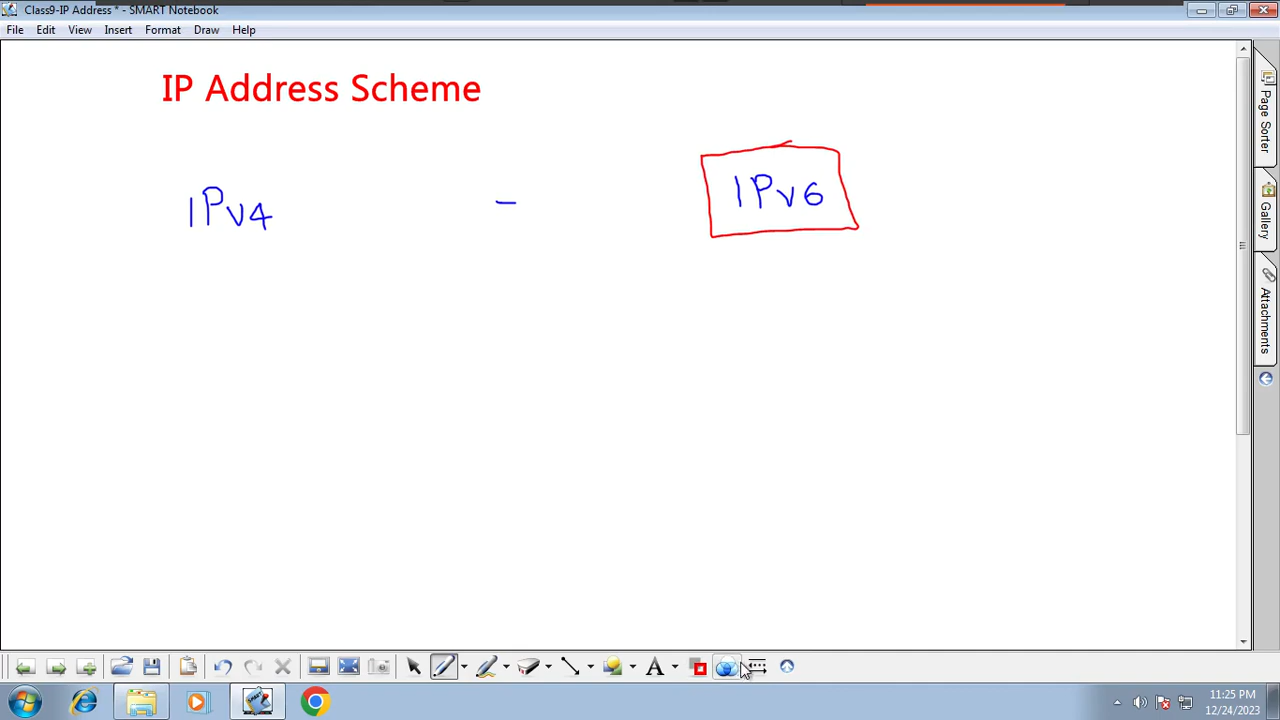 Class9-IP Address * - SMART Notebook
File Edit View Insert Format Draw Help
IP Address Scheme
IPv4 - IPv6
Page Sorter
Gallery
Attachments
A
11:25 PM
12/24/2023